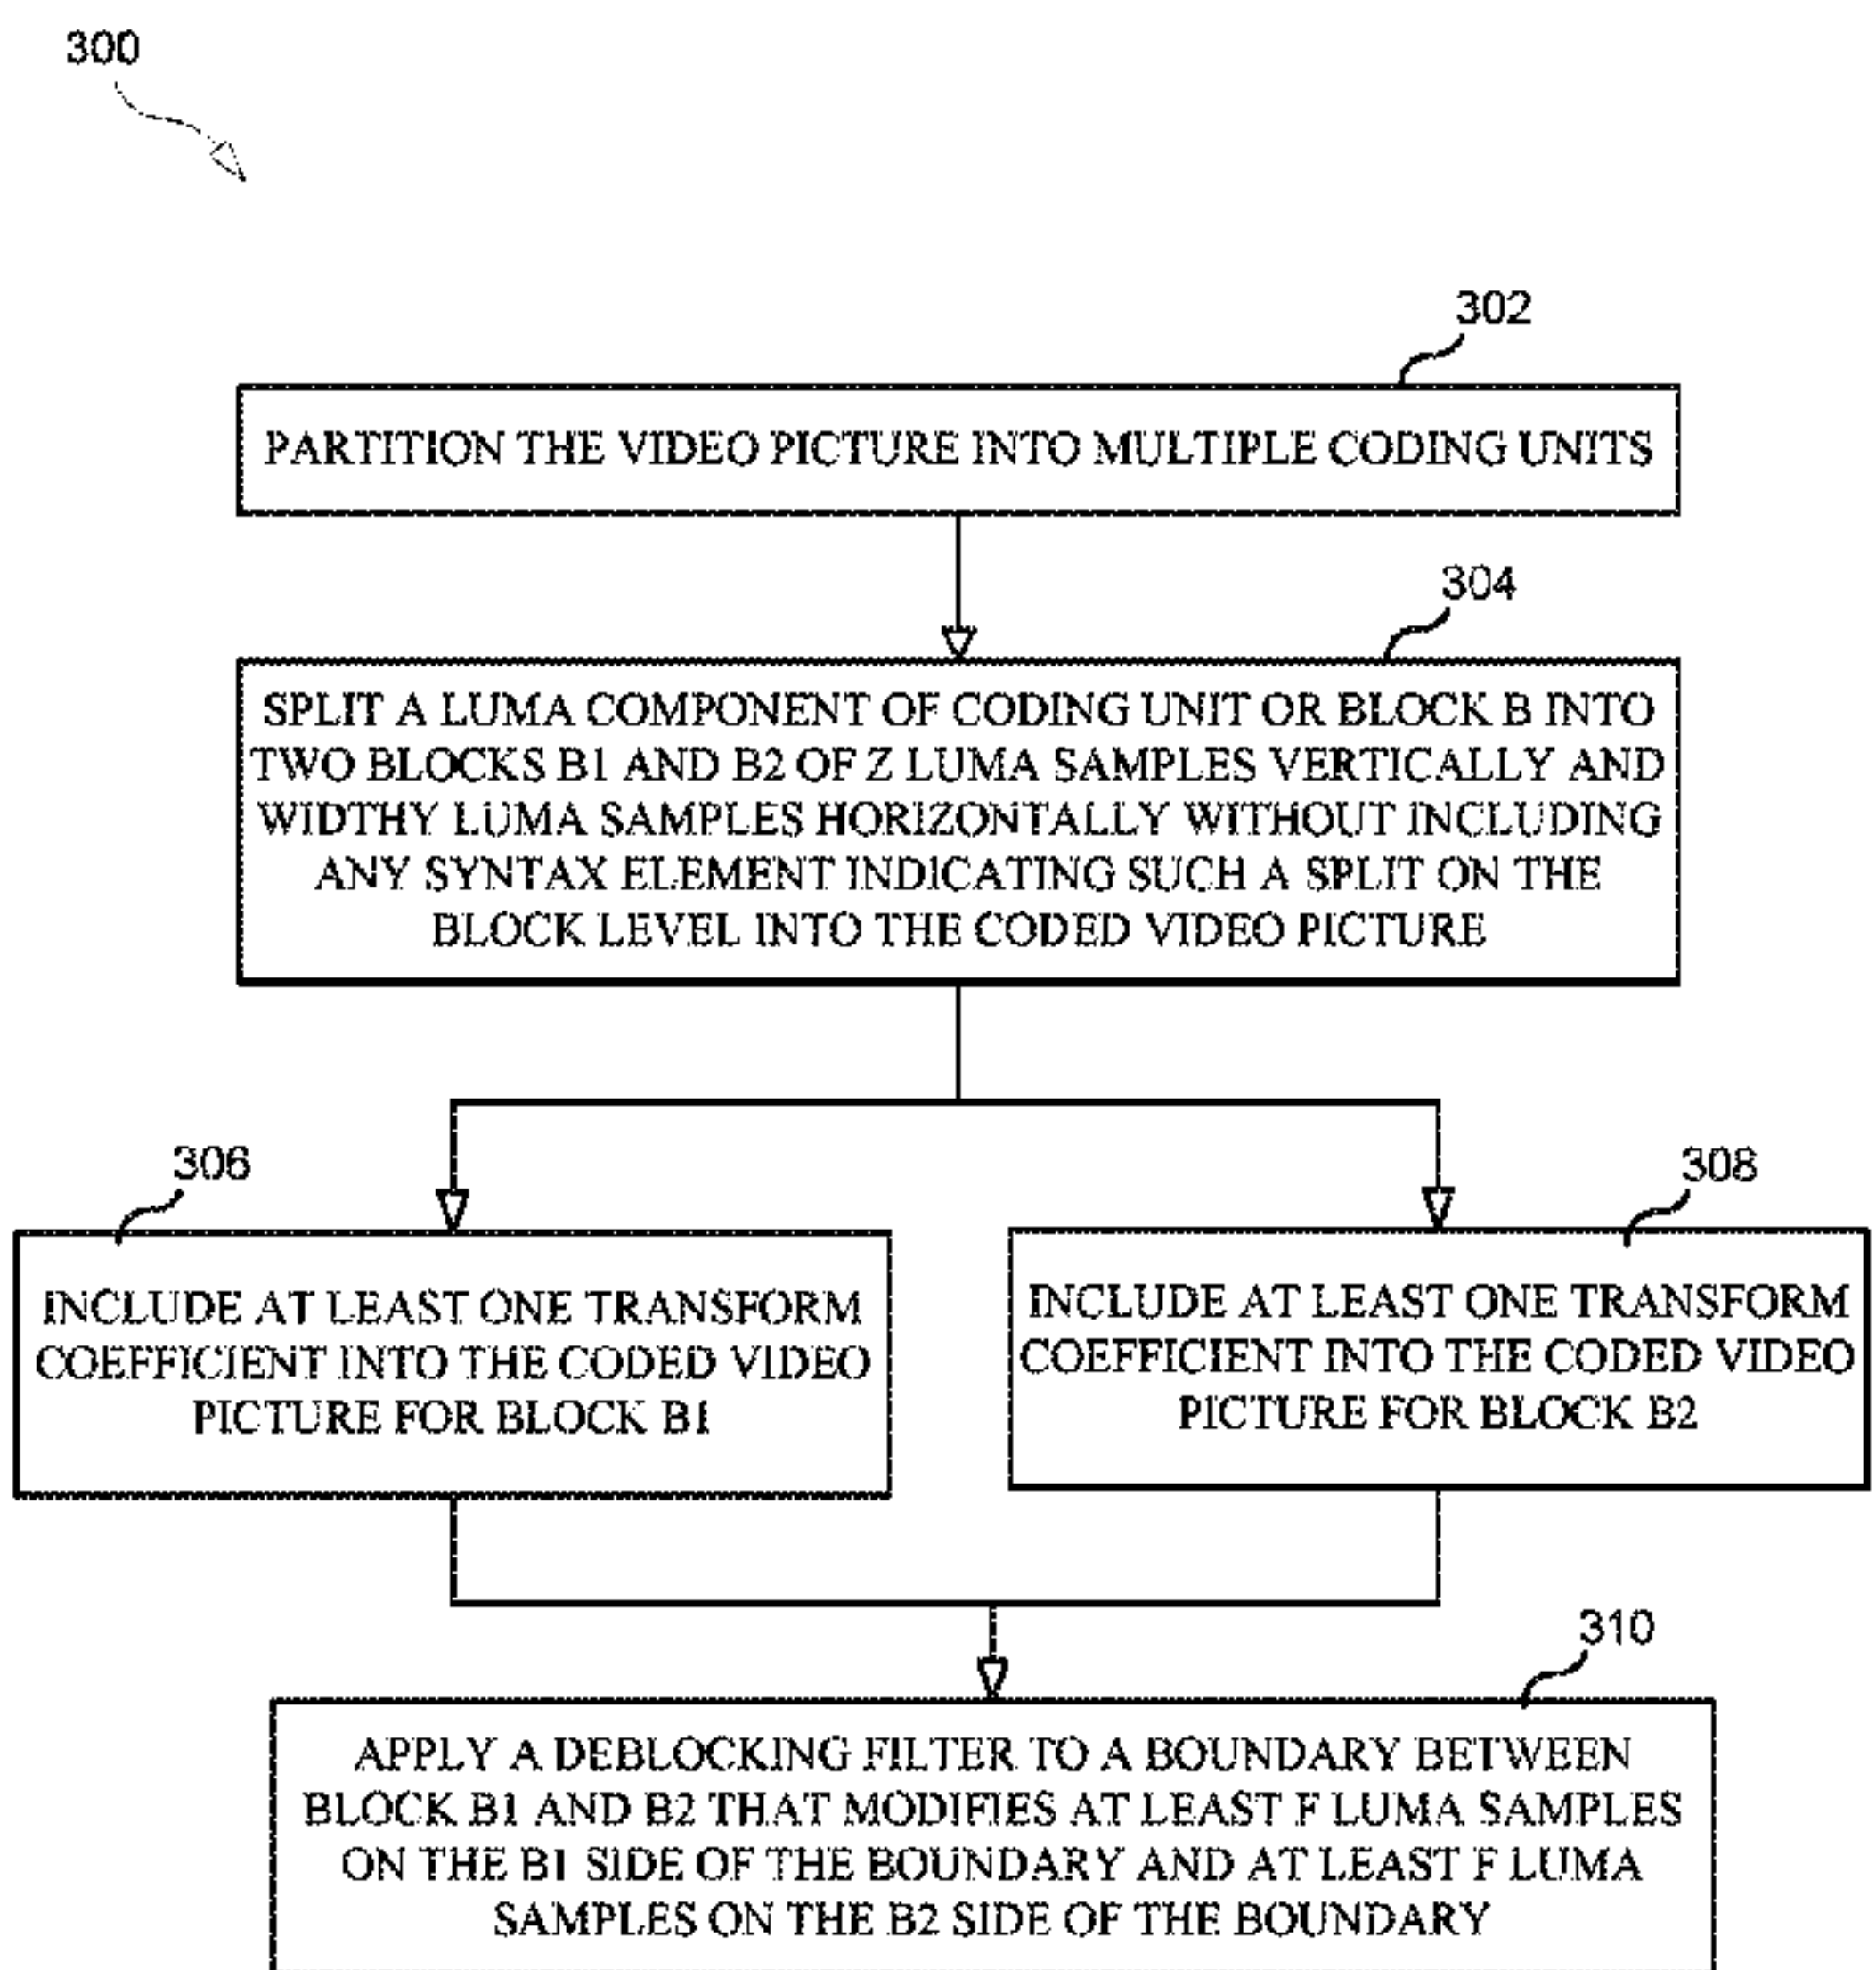 300
302
PARTITION THE VIDEO PICTURE INTO MULTIPLE CODING UNITS
304
SPLIT A LUMA COMPONENT OF CODING UNIT OR BLOCK B INTO
TWO BLOCKS B1 AND B2 OF Z LUMA SAMPLES VERTICALLY AND
WIDTHY LUMA SAMPLES HORIZONTALLY WITHOUT INCLUDING
ANY SYNTAX ELEMENT INDICATING SUCH A SPLIT ON THE
BLOCK LEVEL INTO THE CODED VIDEO PICTURE
306
INCLUDE AT LEAST ONE TRANSFORM
COEFFICIENT INTO THE CODED VIDEO
PICTURE FOR BLOCK B1
308
INCLUDE AT LEAST ONE TRANSFORM
COEFFICIENT INTO THE CODED VIDEO
PICTURE FOR BLOCK B2
310
APPLY A DEBLOCKING FILTER TO A BOUNDARY BETWEEN
BLOCK B1 AND B2 THAT MODIFIES AT LEAST F LUMA SAMPLES
ON THE B1 SIDE OF THE BOUNDARY AND AT LEAST F LUMA
SAMPLES ON THE B2 SIDE OF THE BOUNDARY